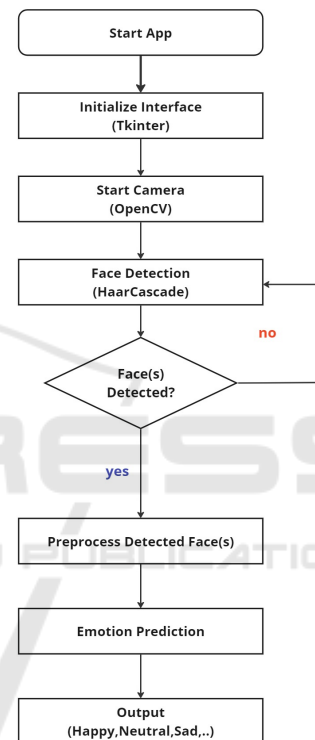 Start App
Initialize Interface
(Tkinter)
Start Camera
(OpenCV)
Face Detection
(HaarCascade)
no
Face(s)
Detected?
yes
Preprocess Detected Face(s)
Emotion Prediction
Output
(Happy,Neutral,Sad,..)